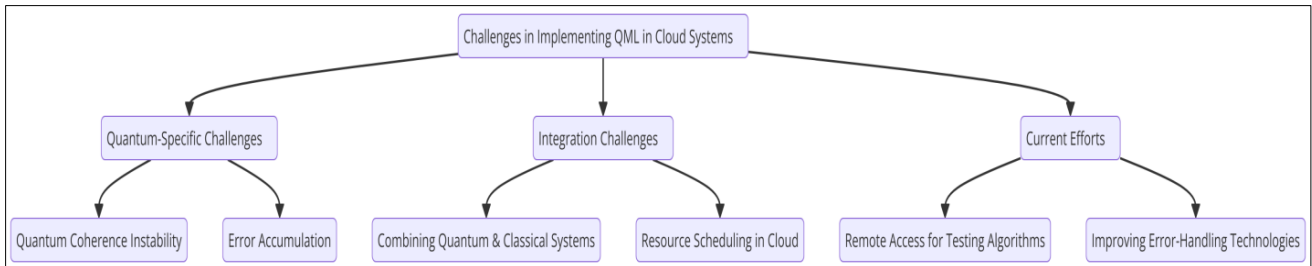 Challenges in Implementing QML in Cloud Systems
Quantum-Specific Challenges
Integration Challenges
Current Efforts
Quantum Coherence Instability
Error Accumulation
Combining Quantum & Classical Systems
Resource Scheduling in Cloud
Remote Access for Testing Algorithms
Improving Error-Handling Technologies